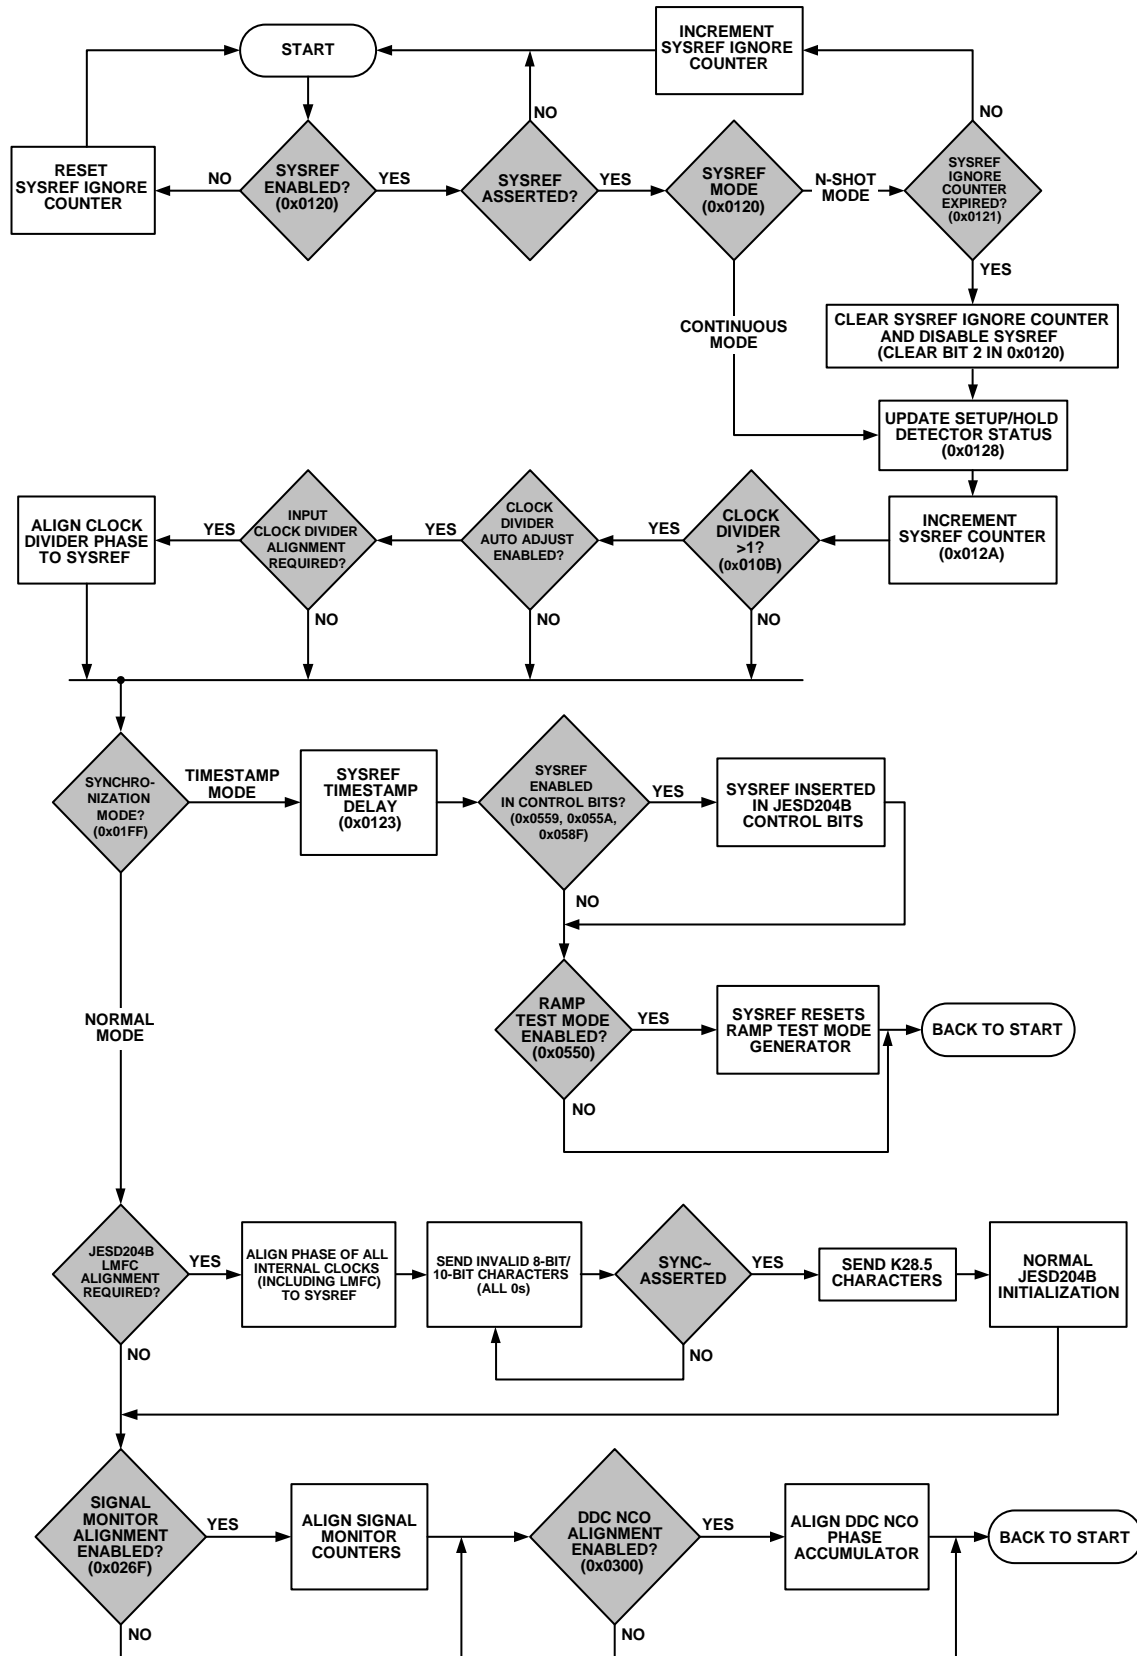 START
INCREMENT
SYSREF IGNORE
COUNTER
NO
NO
RESET
SYSREF IGNORE
COUNTER
NO
SYSREF
ENABLED?
(0x0120)
YES
SYSREF
ASSERTED?
YES
SYSREF
MODE
(0x0120)
N-SHOT
MODE
SYSREF
IGNORE
COUNTER
EXPIRED?
(0x0121)
YES
CONTINUOUS
MODE
CLEAR SYSREF IGNORE COUNTER
AND DISABLE SYSREF
(CLEAR BIT 2 IN 0x0120)
UPDATE SETUP/HOLD
DETECTOR STATUS
(0x0128)
ALIGN CLOCK
DIVIDER PHASE
TO SYSREF
YES
INPUT
CLOCK DIVIDER
ALIGNMENT
REQUIRED?
YES
CLOCK
DIVIDER
AUTO ADJUST
ENABLED?
YES
CLOCK
DIVIDER
>1?
(0x010B)
INCREMENT
SYSREF COUNTER
(0x012A)
NO
NO
NO
SYNCHRO-
NIZATION
MODE?
(0x01FF)
TIMESTAMP
MODE
SYSREF
TIMESTAMP
DELAY
(0x0123)
SYSREF
ENABLED
IN CONTROL BITS?
(0x0559, 0x055A,
0x058F)
YES
SYSREF INSERTED
IN JESD204B
CONTROL BITS
NO
NORMAL
MODE
RAMP
TEST MODE
ENABLED?
(0x0550)
YES
SYSREF RESETS
RAMP TEST MODE
GENERATOR
BACK TO START
NO
JESD204B
LMFC
ALIGNMENT
REQUIRED?
YES
ALIGN PHASE OF ALL
INTERNAL CLOCKS
(INCLUDING LMFC)
TO SYSREF
SEND INVALID 8-BIT/
10-BIT CHARACTERS
(ALL 0s)
SYNC~
ASSERTED
YES
SEND K28.5
CHARACTERS
NORMAL
JESD204B
INITIALIZATION
NO
NO
SIGNAL
MONITOR
ALIGNMENT
ENABLED?
(0x026F)
YES
ALIGN SIGNAL
MONITOR
COUNTERS
DDC NCO
ALIGNMENT
ENABLED?
(0x0300)
YES
ALIGN DDC NCO
PHASE
ACCUMULATOR
BACK TO START
NO
NO